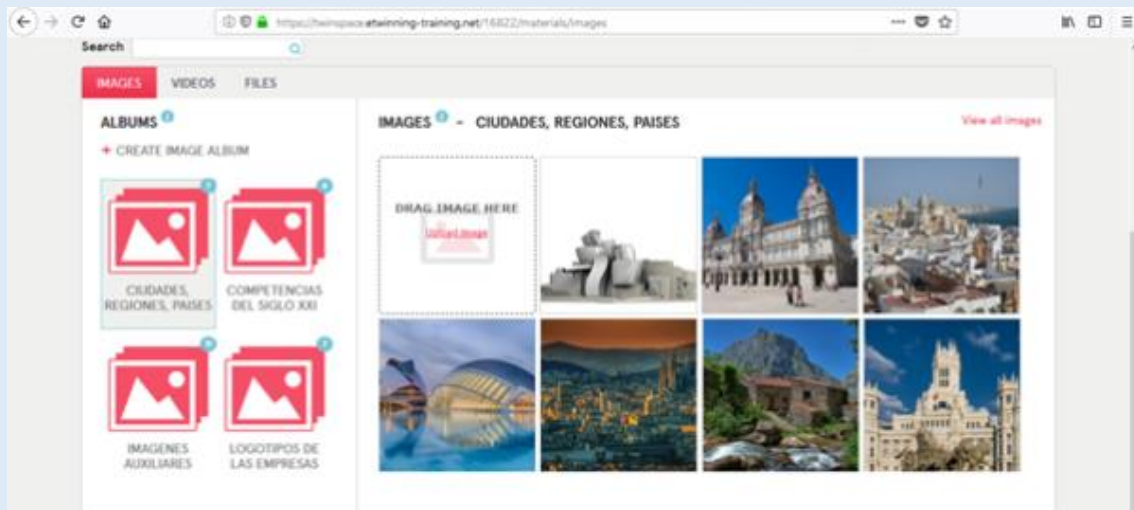 https://twinspace.etwinning-training.net/16822/materials/images
Search
IMAGES VIDEOS FILES
ALBUMS
+ CREATE IMAGE ALBUM
CIUDADES,
REGIONES, PAISES
COMPETENCIAS
DEL SIGLO XXI
IMAGENES
AUXILIARES
LOGOTIPOS DE
LAS EMPRESAS
IMAGES - CIUDADES, REGIONES, PAISES
View all images
DRAG IMAGE HERE
Upload image